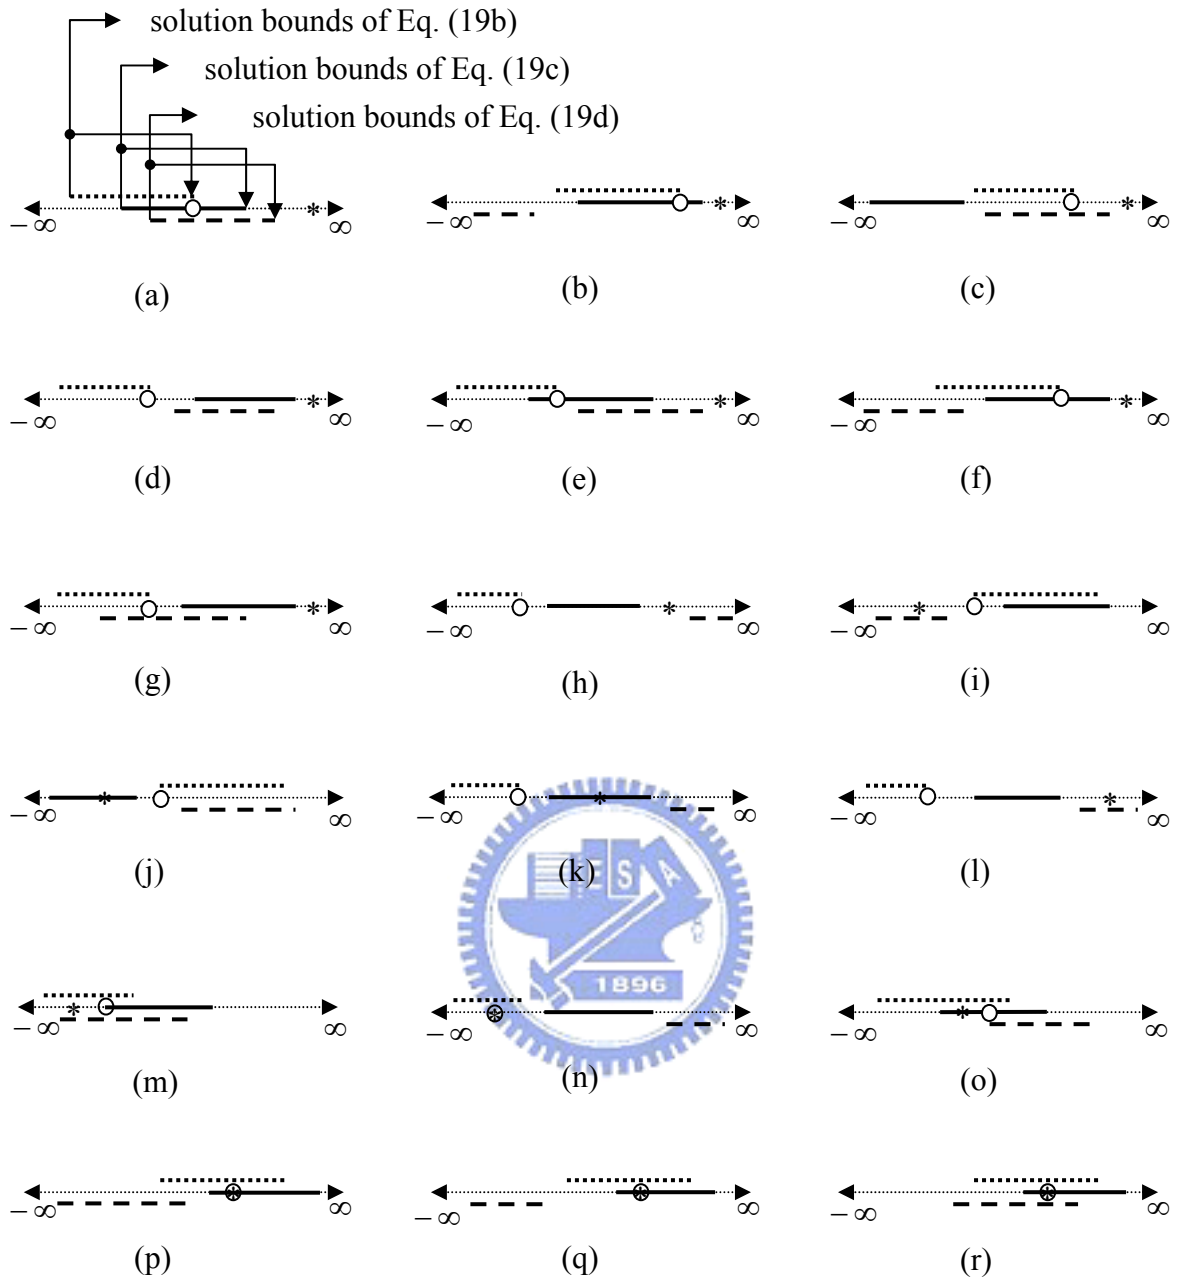 solution bounds of Eq. (19b)
solution bounds of Eq. (19c)
solution bounds of Eq. (19d)
* * *
− ∞ ∞ − ∞ ∞ − ∞ ∞
(a) (b) (c)
* * *
− ∞ ∞ − ∞ ∞ − ∞ ∞
(d) (e) (f)
* * *
− ∞ ∞ − ∞ ∞ − ∞ ∞
(g) (h) (i)
* * *
− ∞ ∞ − ∞ ∞ − ∞ ∞
(j) (k) (l)
E S A
1896
* * *
− ∞ ∞ − ∞ ∞ − ∞ ∞
(m) (n) (o)
* * *
− ∞ ∞ − ∞ ∞ − ∞ ∞
(p) (q) (r)